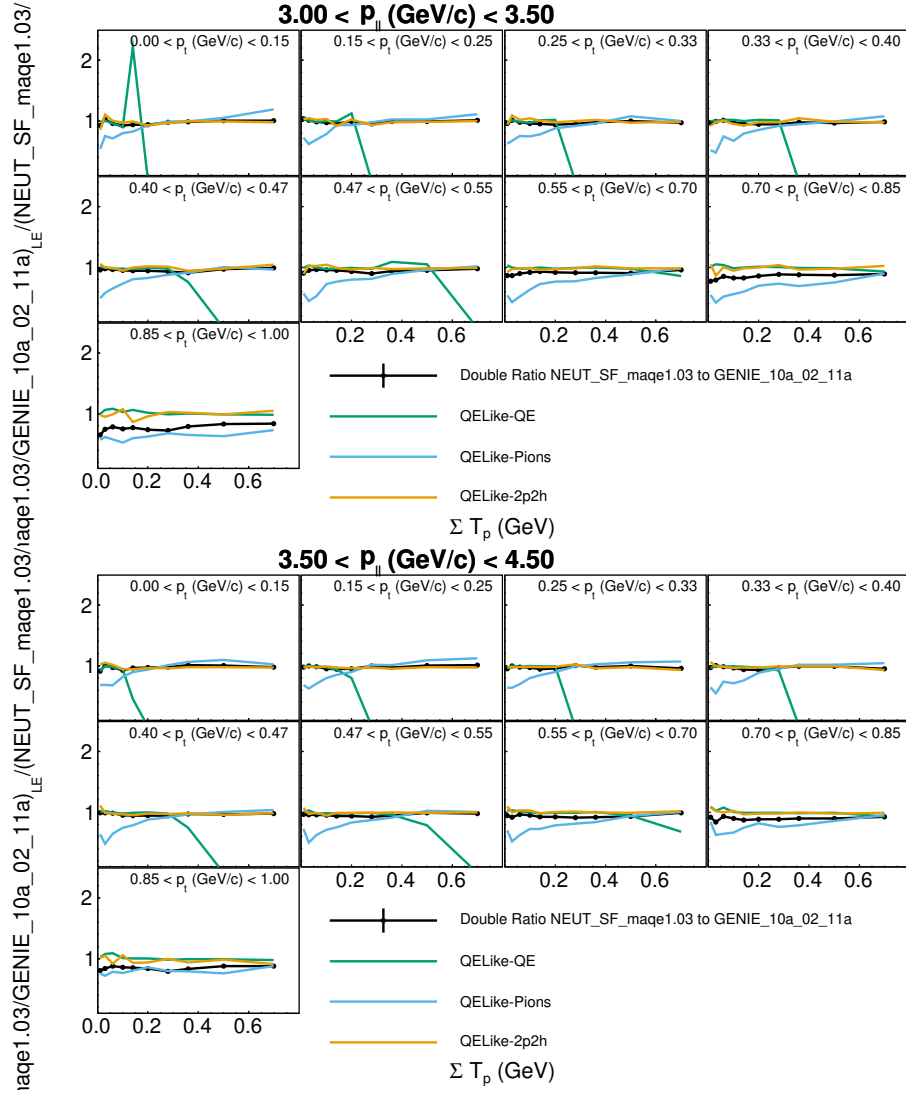 3.00 < p|| (GeV/c) < 3.50
0.00 < pt (GeV/c) < 0.15
0.15 < pt (GeV/c) < 0.25
0.25 < pt (GeV/c) < 0.33
0.33 < pt (GeV/c) < 0.40
2
1
0.40 < pt (GeV/c) < 0.47
0.47 < pt (GeV/c) < 0.55
0.55 < pt (GeV/c) < 0.70
0.70 < pt (GeV/c) < 0.85
2
1
0.2 0.4 0.6
0.2 0.4 0.6
0.2 0.4 0.6
0.85 < pt (GeV/c) < 1.00
2
1
0.0 0.2 0.4 0.6
Double Ratio NEUT_SF_maqe1.03 to GENIE_10a_02_11a
QELike-QE
QELike-Pions
QELike-2p2h
Σ Tp (GeV)
3.50 < p|| (GeV/c) < 4.50
0.00 < pt (GeV/c) < 0.15
0.15 < pt (GeV/c) < 0.25
0.25 < pt (GeV/c) < 0.33
0.33 < pt (GeV/c) < 0.40
2
1
0.40 < pt (GeV/c) < 0.47
0.47 < pt (GeV/c) < 0.55
0.55 < pt (GeV/c) < 0.70
0.70 < pt (GeV/c) < 0.85
2
1
0.2 0.4 0.6
0.2 0.4 0.6
0.2 0.4 0.6
0.85 < pt (GeV/c) < 1.00
2
1
0.0 0.2 0.4 0.6
Double Ratio NEUT_SF_maqe1.03 to GENIE_10a_02_11a
QELike-QE
QELike-Pions
QELike-2p2h
Σ Tp (GeV)
aqe1.03/GENIE_10a_02_11a)LE/(NEUT_SF_maqe1.03/
aqe1.03/GENIE_10a_02_11a)LE/(NEUT_SF_maqe1.03/